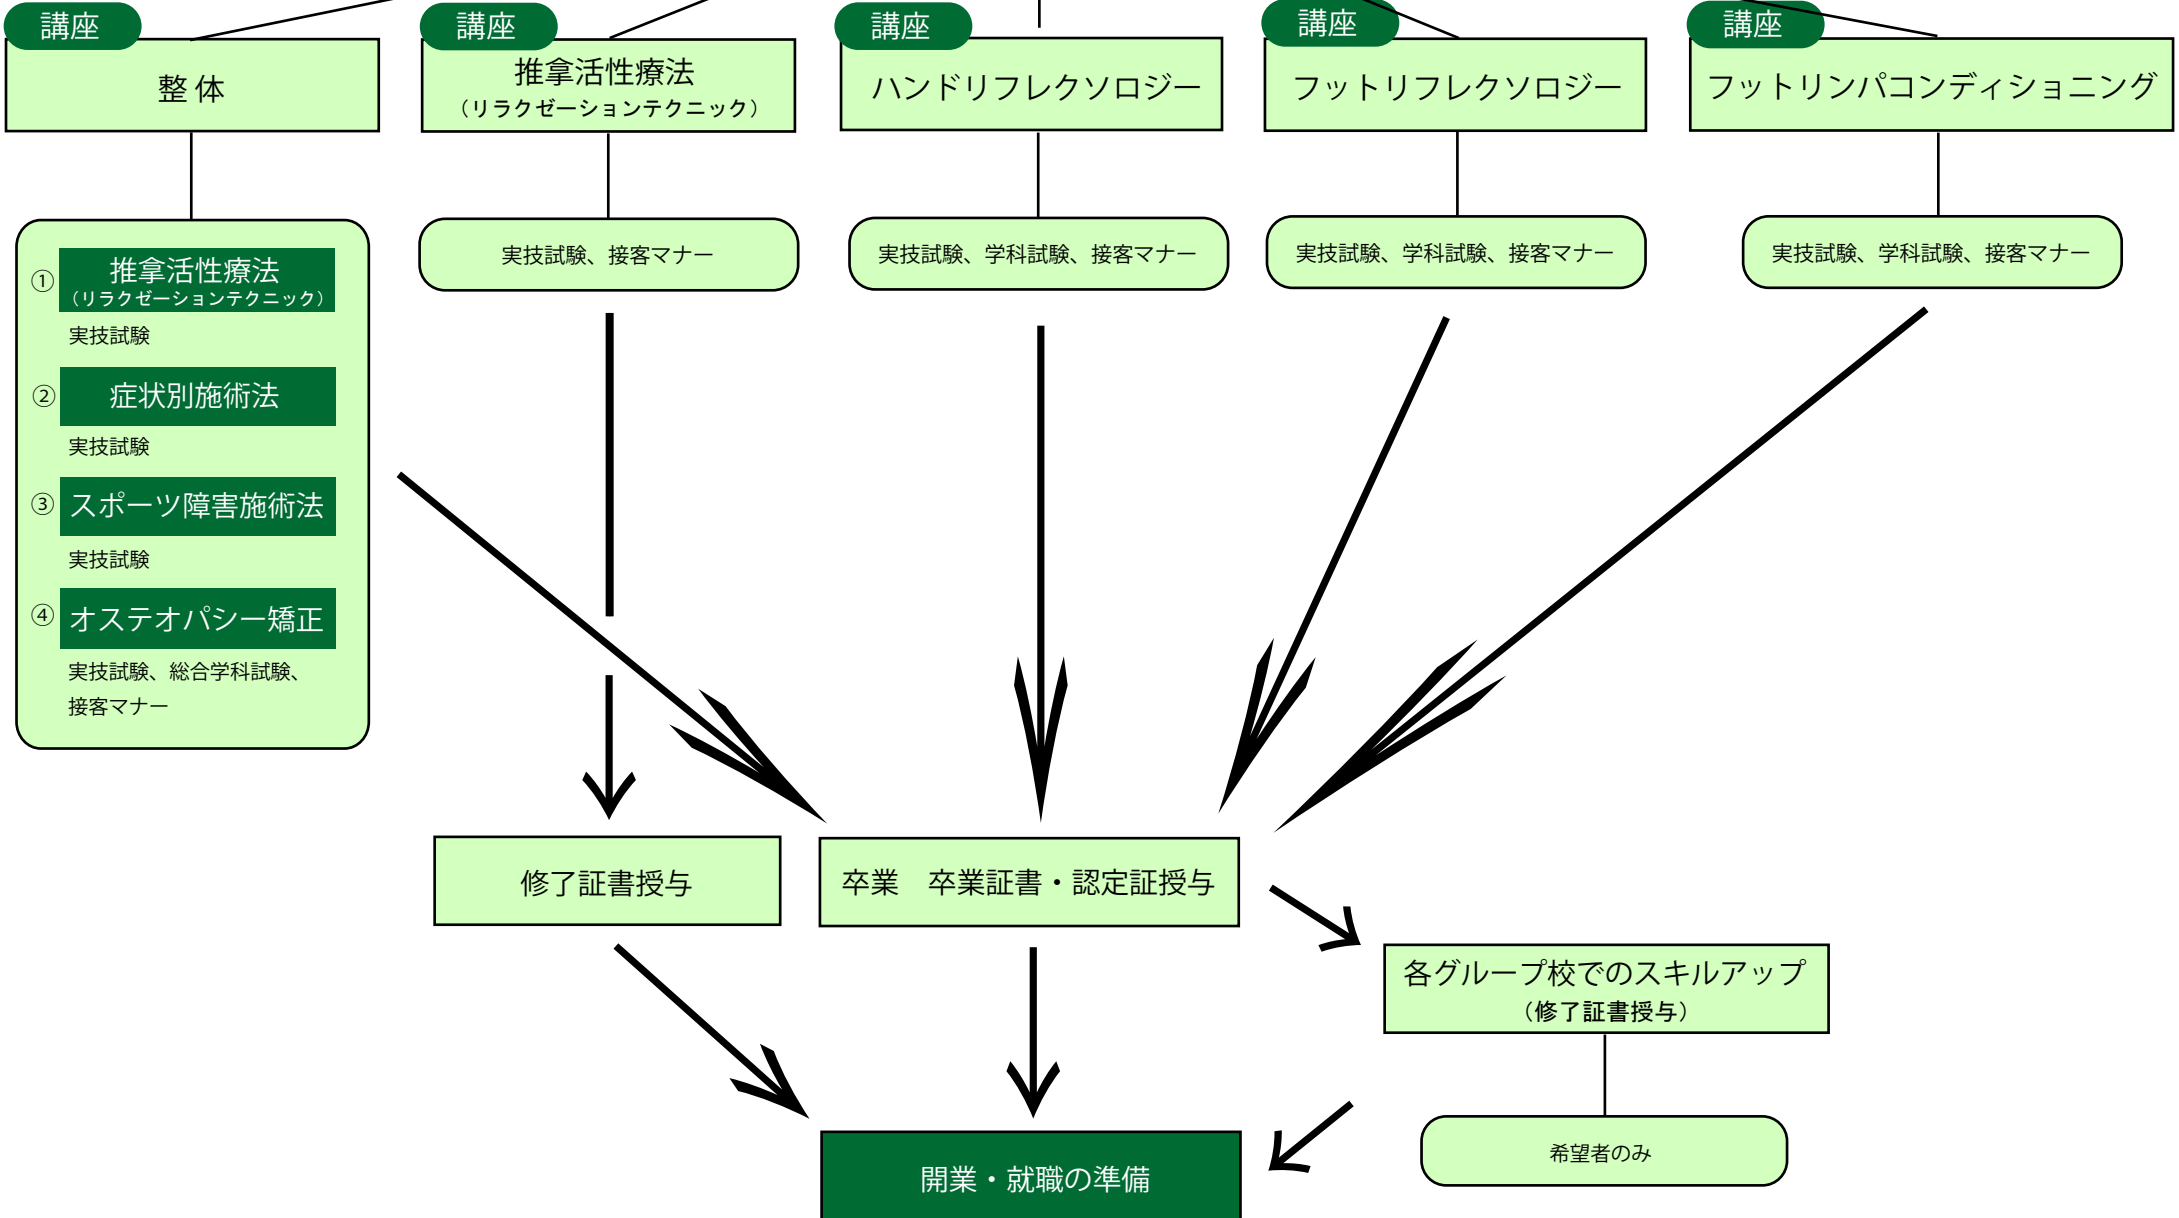 講座
整体
講座
推拿活性療法
（リラクゼーションテクニック）
講座
ハンドリフレクソロジー
講座
フットリフレクソロジー
講座
フットリンパコンディショニング
① 推拿活性療法
（リラクゼーションテクニック）
実技試験
② 症状別施術法
実技試験
③ スポーツ障害施術法
実技試験
④ オステオパシー矯正
実技試験、総合学科試験、
接客マナー
実技試験、接客マナー
実技試験、学科試験、接客マナー
実技試験、学科試験、接客マナー
実技試験、学科試験、接客マナー
修了証書授与
卒業　卒業証書・認定証授与
各グループ校でのスキルアップ
（修了証書授与）
希望者のみ
開業・就職の準備